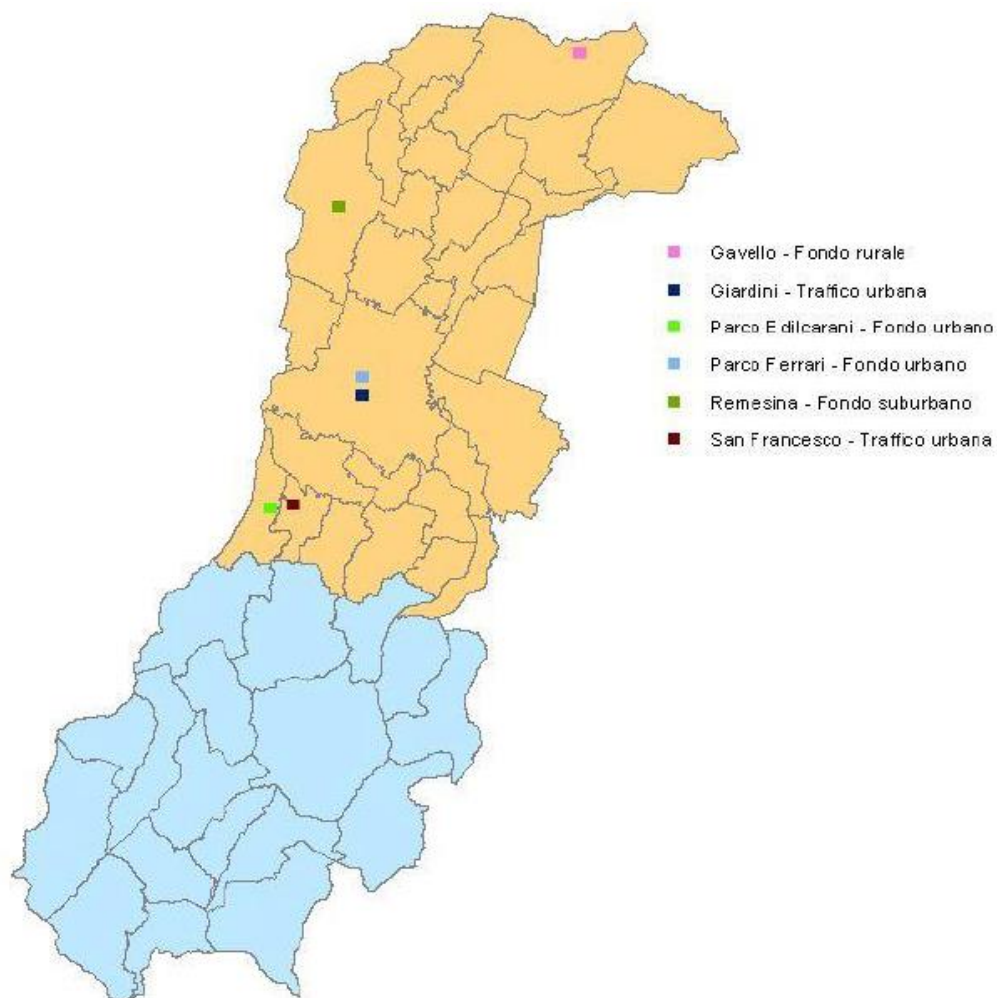 Gavello - Fondo rurale
Giardini - Traffico urbana
Parco Edilcarani - Fondo urbano
Parco Ferrari - Fondo urbano
Remesina - Fondo suburbano
San Francesco - Traffico urbana